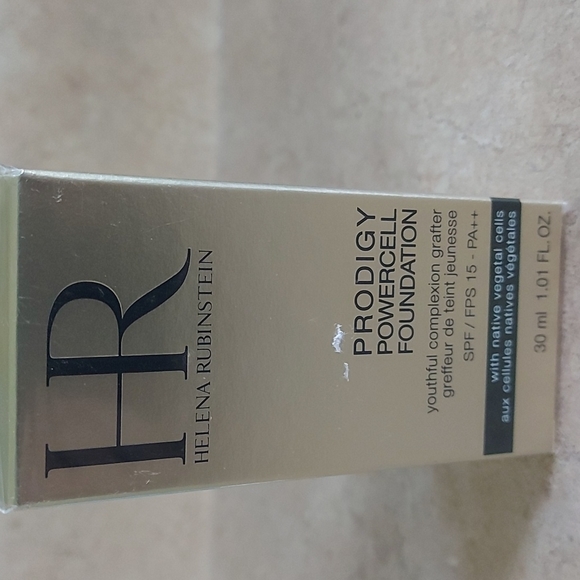 HR
HELENA RUBINSTEIN
PRODIGY
POWERCELL
FOUNDATION
youthful complexion grafter
greffeur de teint jeunesse
SPF / FPS 15 - PA++
with native vegetal cells
aux cellules natives végétales
30 ml 1.01 FL.OZ.